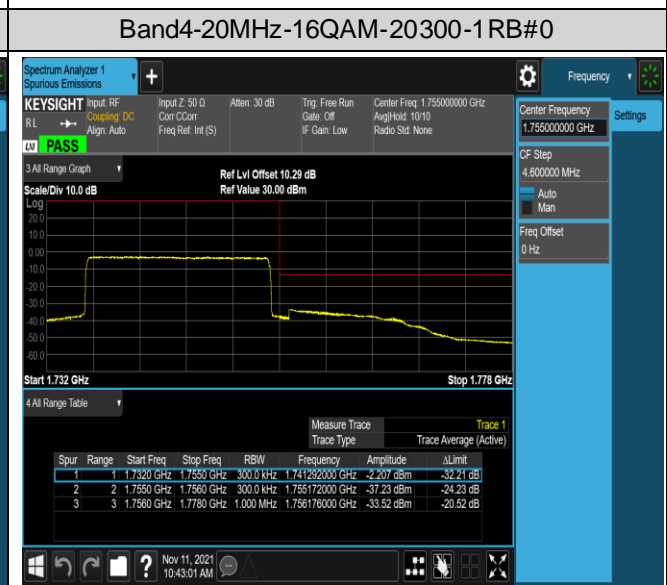 Band4-20MHz-16QAM-20300-1RB#0
Spectrum Analyzer 1
Spurious Emissions
Frequency
KEYSIGHT Input: RF Input Z: 50 Ω Atten: 30 dB Trig: Free Run Center Freq: 1.755000000 GHz
R L Coupling: DC Corr CCorr Gate: Off Avg|Hold: 10/10
Align: Auto Freq Ref: Int (S) IF Gain: Low Radio Std: None
LXI PASS
Center Frequency
1.755000000 GHz
Settings
CF Step
4.600000 MHz
Auto
Man
Freq Offset
0 Hz
3 All Range Graph
Ref Lvl Offset 10.29 dB
Scale/Div 10.0 dB Ref Value 30.00 dBm
Log
20.0
10.0
0.00
-10.0
-20.0
-30.0
-40.0
-50.0
-60.0
Start 1.732 GHz Stop 1.778 GHz
4 All Range Table
Measure Trace Trace 1
Trace Type Trace Average (Active)
Spur Range Start Freq Stop Freq RBW Frequency Amplitude ΔLimit
1 1 1.7320 GHz 1.7550 GHz 300.0 kHz 1.741292000 GHz -2.207 dBm -32.21 dB
2 2 1.7550 GHz 1.7560 GHz 300.0 kHz 1.755172000 GHz -37.23 dBm -24.23 dB
3 3 1.7560 GHz 1.7780 GHz 1.000 MHz 1.756176000 GHz -33.52 dBm -20.52 dB
? Nov 11, 2021
10:43:01 AM